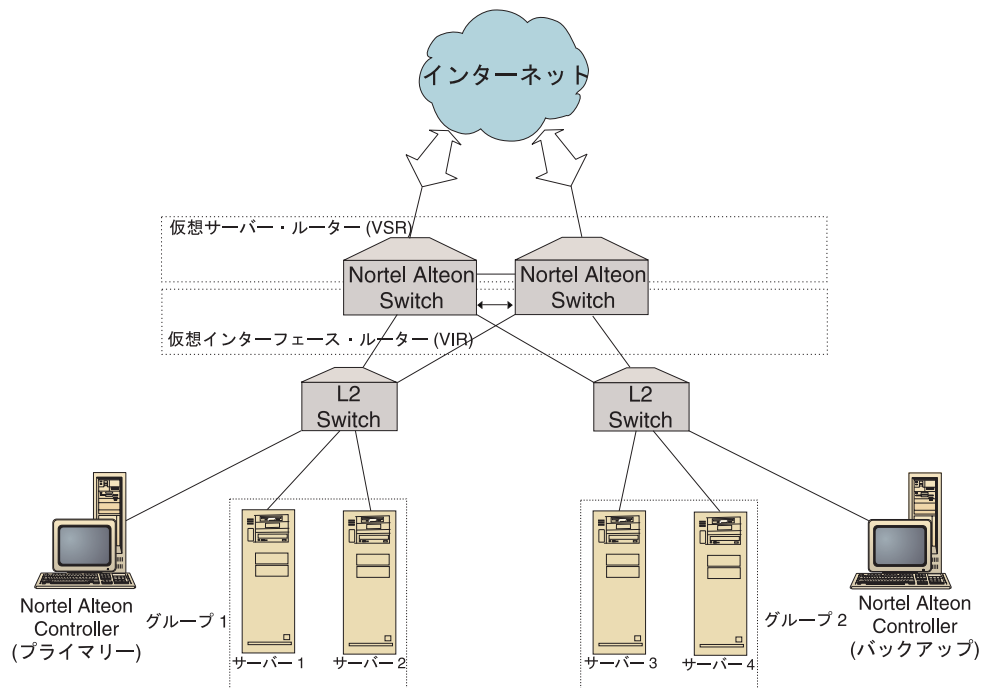 インターネット
仮想サーバー・ルーター (VSR)
Nortel Alteon
Switch
Nortel Alteon
Switch
仮想インターフェース・ルーター (VIR)
L2
Switch
L2
Switch
Nortel Alteon
Controller
(プライマリー)
グループ 1
サーバー 1
サーバー 2
サーバー 3
サーバー 4
グループ 2
Nortel Alteon
Controller
(バックアップ)